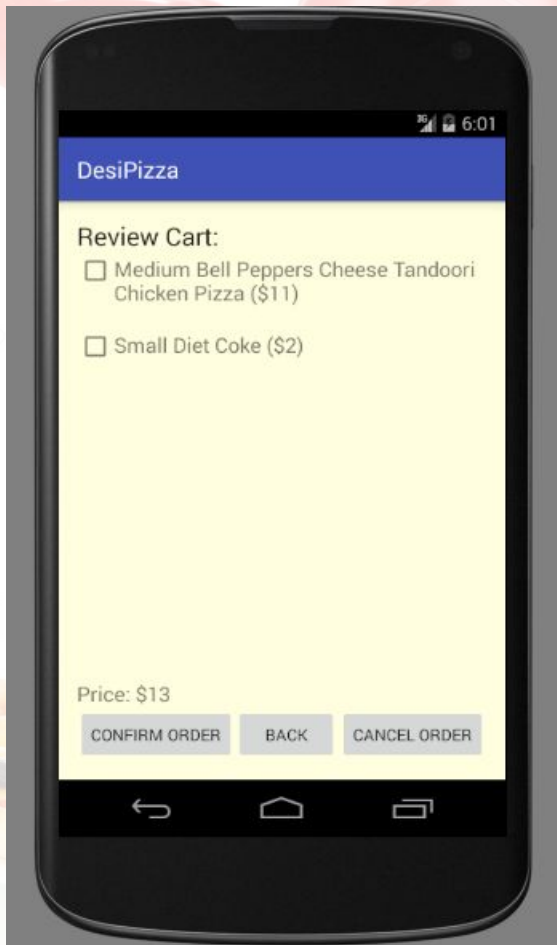 3G 6:01
DesiPizza
Review Cart:
Medium Bell Peppers Cheese Tandoori
Chicken Pizza ($11)
Small Diet Coke ($2)
Price: $13
CONFIRM ORDER BACK CANCEL ORDER